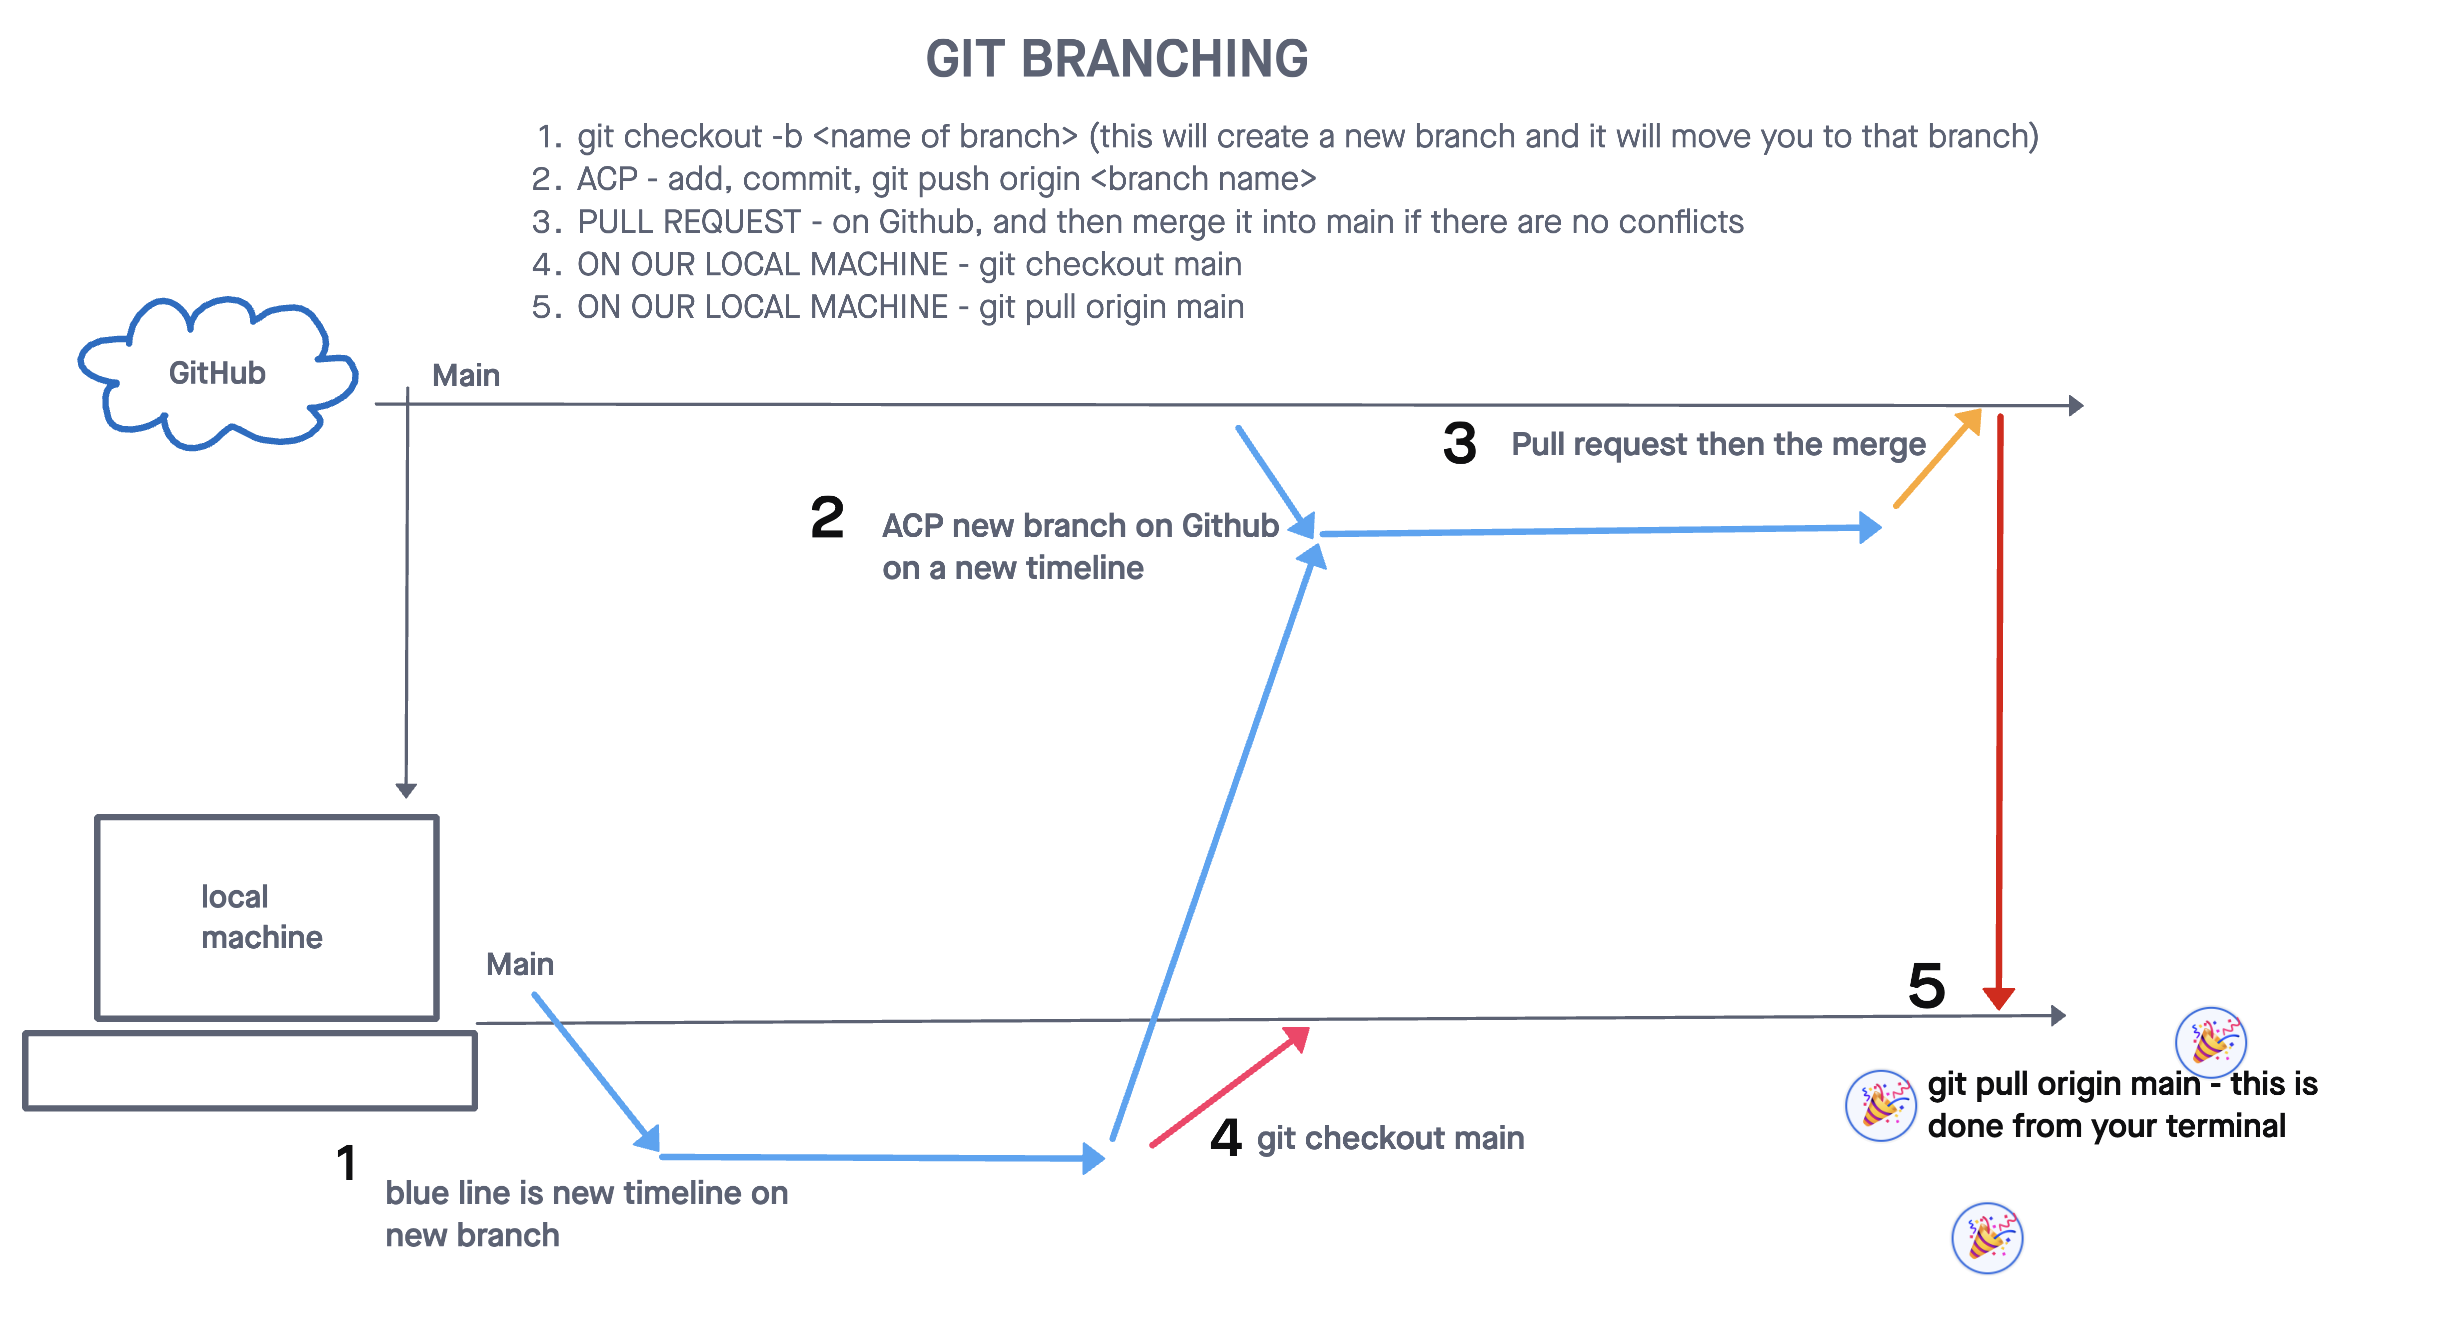 GIT BRANCHING
1. git checkout -b <name of branch> (this will create a new branch and it will move you to that branch)
2. ACP - add, commit, git push origin <branch name>
3. PULL REQUEST - on Github, and then merge it into main if there are no conflicts
4. ON OUR LOCAL MACHINE - git checkout main
5. ON OUR LOCAL MACHINE - git pull origin main
GitHub
Main
3 Pull request then the merge
2 ACP new branch on Github
on a new timeline
local
machine
Main
5
git pull origin main - this is
done from your terminal
4 git checkout main
1
blue line is new timeline on
new branch